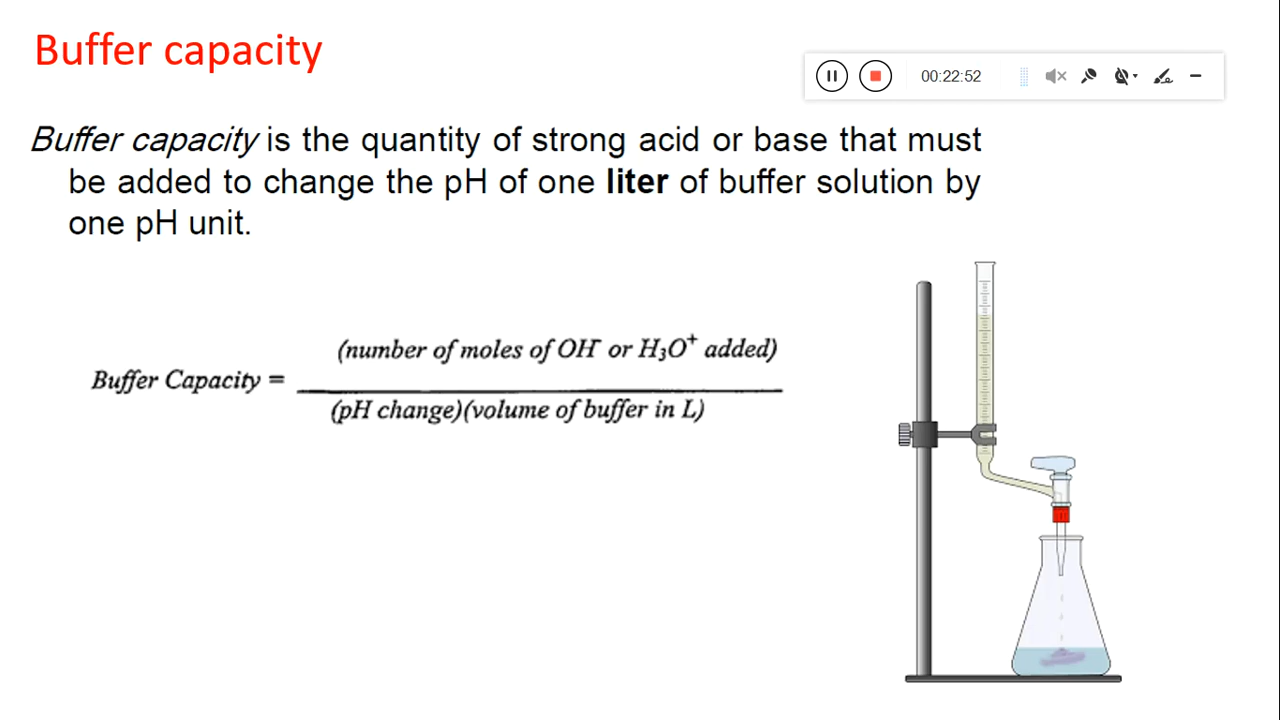 Buffer capacity
00:22:52
Buffer capacity is the quantity of strong acid or base that must
be added to change the pH of one liter of buffer solution by
one pH unit.
(number of moles of OH⁻ or H₃O⁺ added)
Buffer Capacity =
(pH change)(volume of buffer in L)